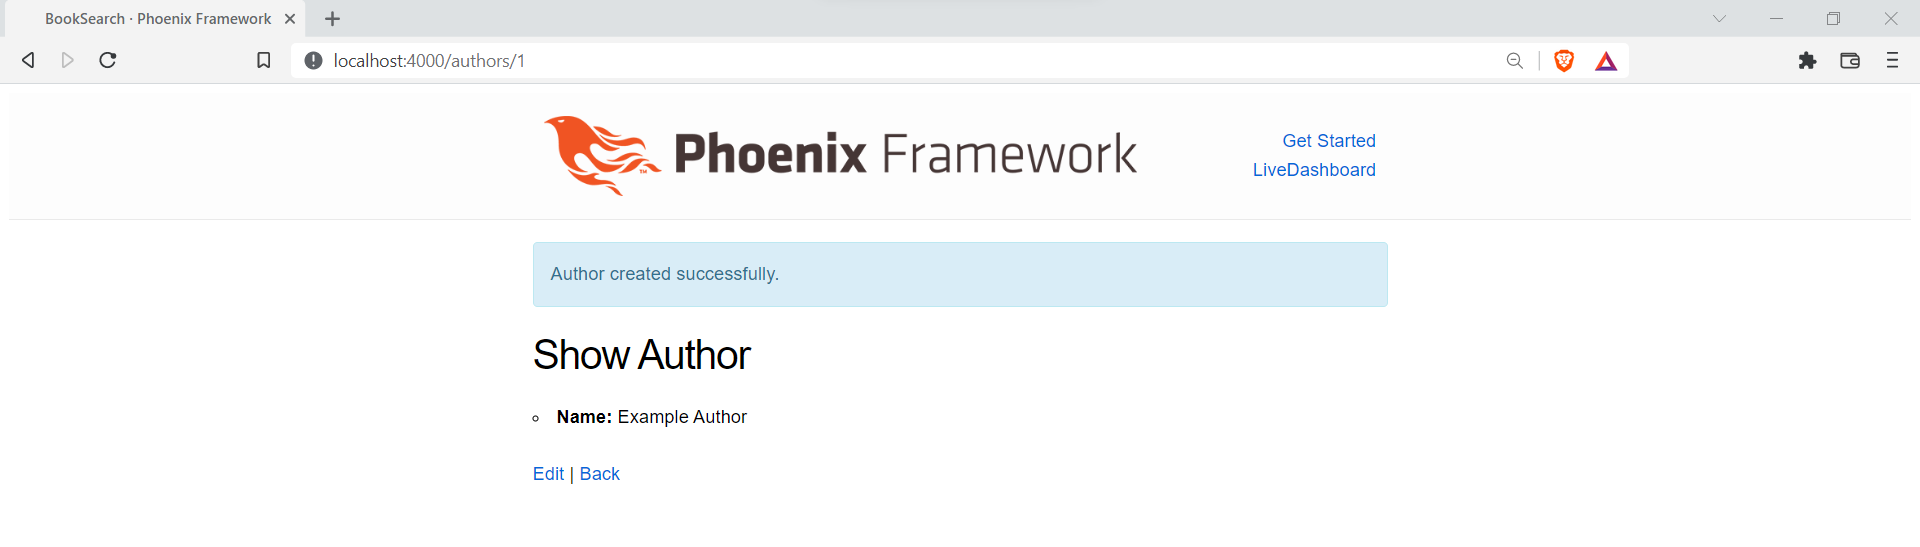 BookSearch · Phoenix Framework
localhost:4000/authors/1
Phoenix Framework
TM
Get Started
LiveDashboard
Author created successfully.
Show Author
Name: Example Author
Edit | Back